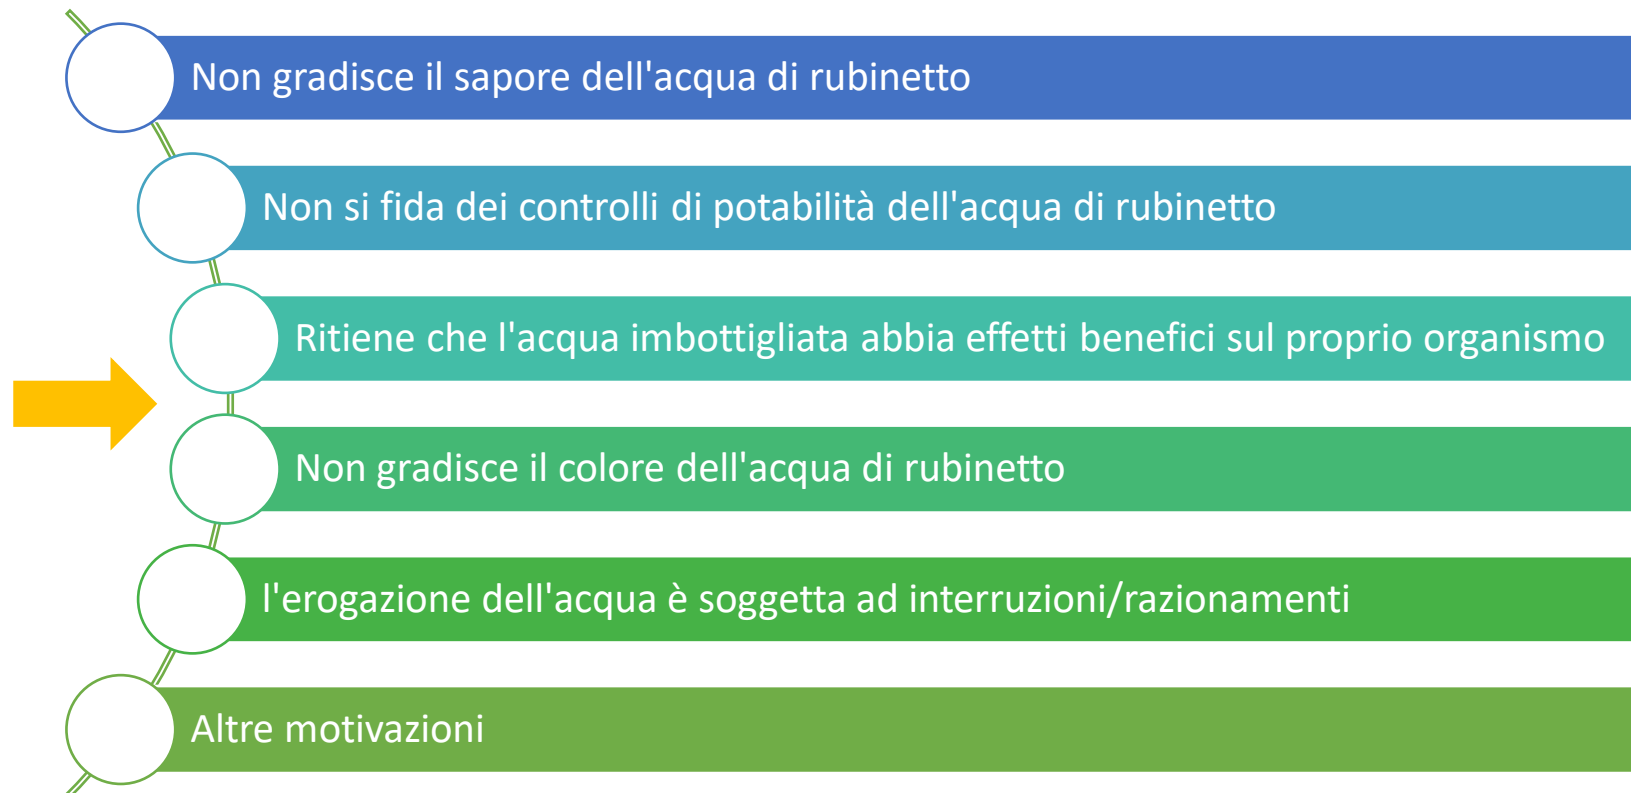 Non gradisce il sapore dell'acqua di rubinetto
Non si fida dei controlli di potabilità dell'acqua di rubinetto
Ritiene che l'acqua imbottigliata abbia effetti benefici sul proprio organismo
Non gradisce il colore dell'acqua di rubinetto
l'erogazione dell'acqua è soggetta ad interruzioni/razionamenti
Altre motivazioni